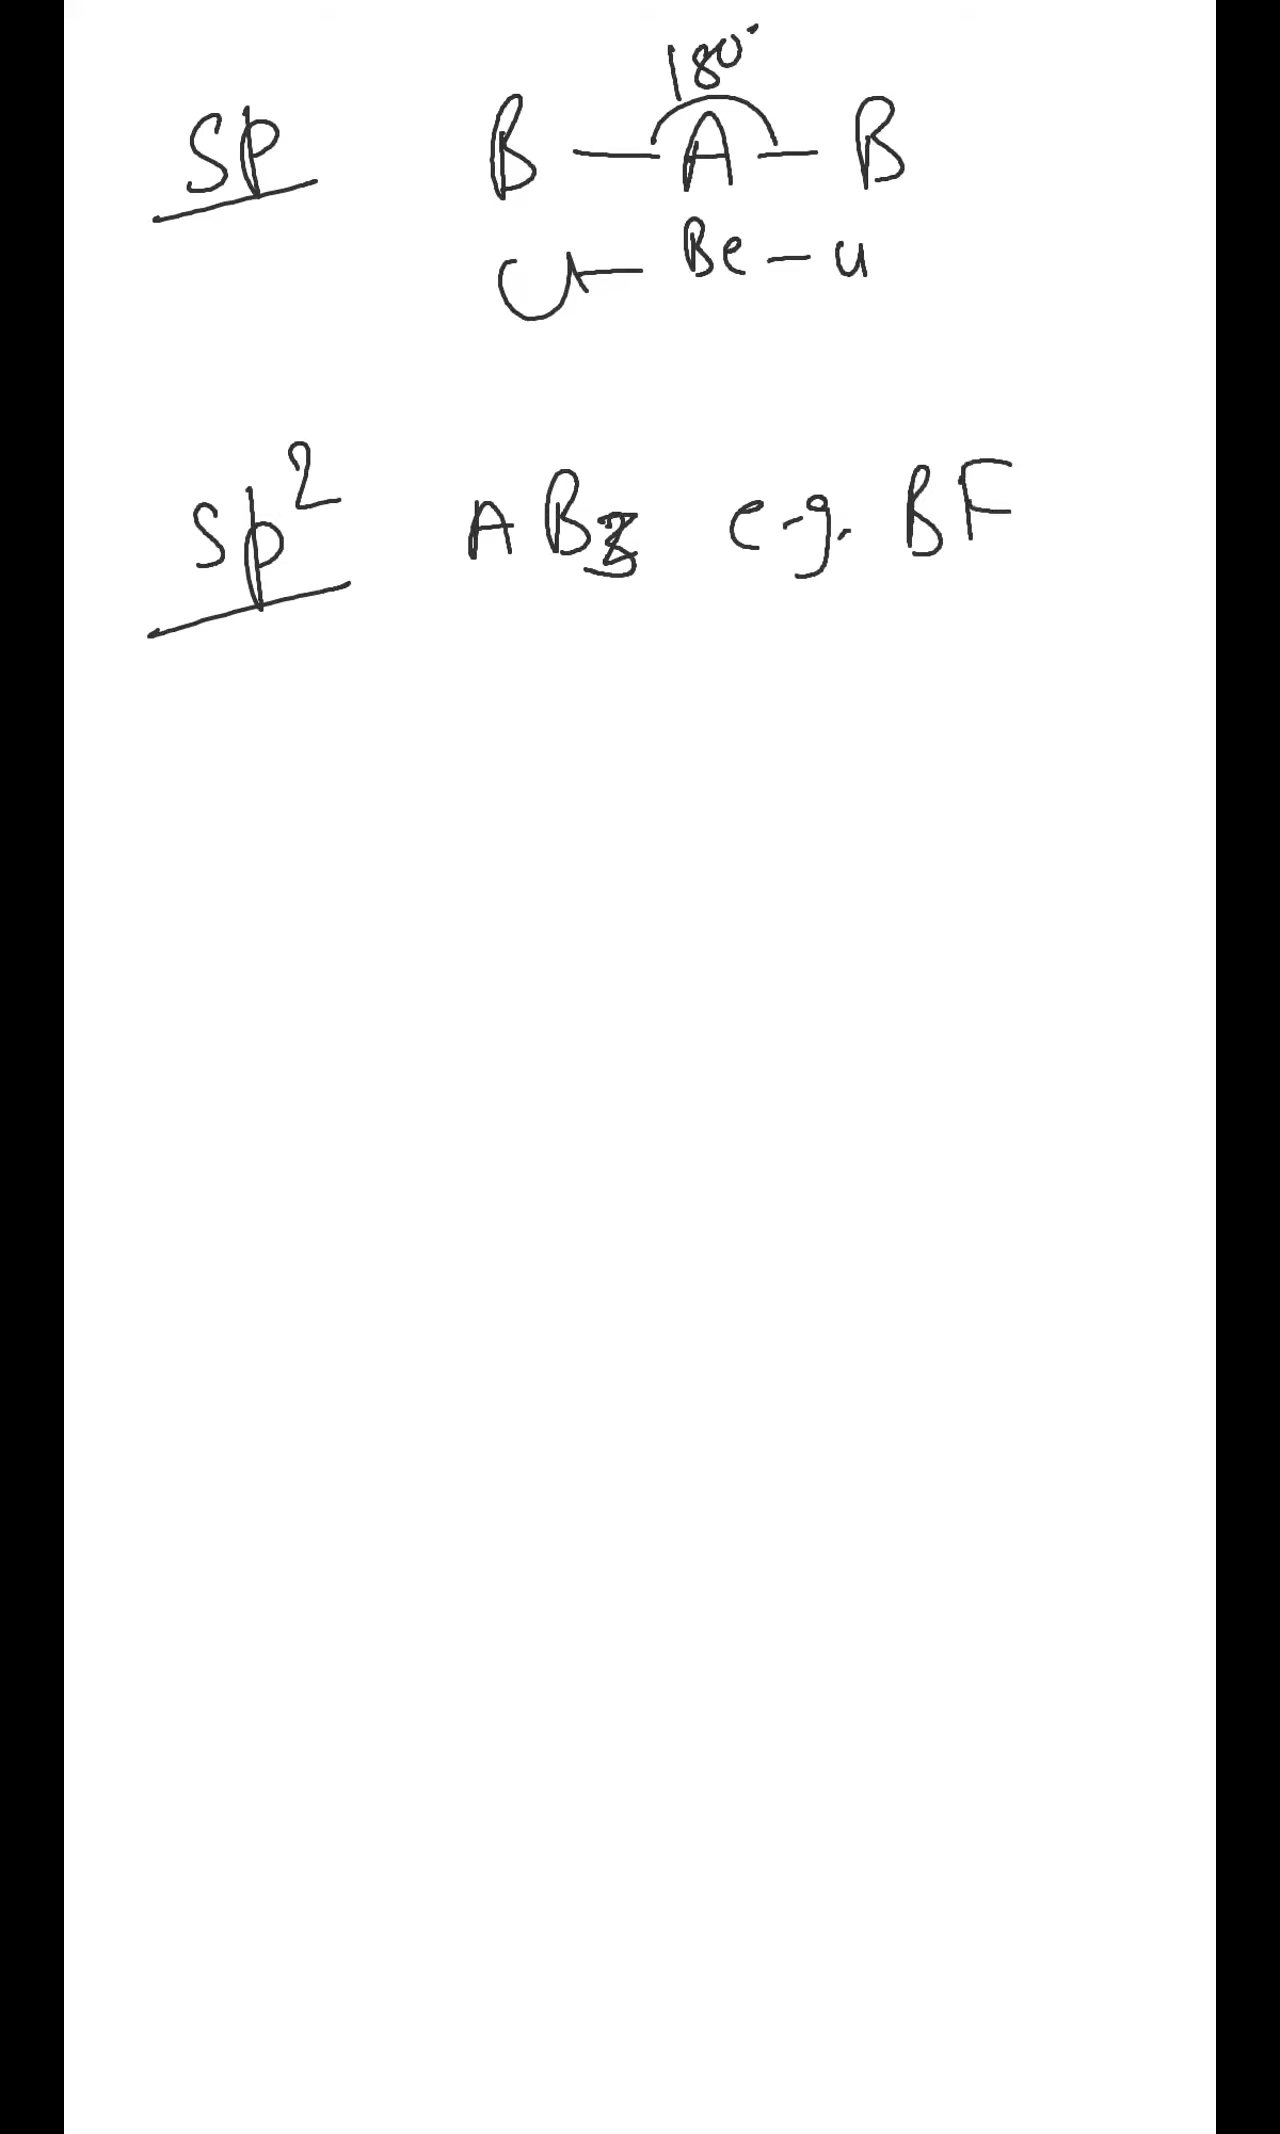 180°
SP B — A — B
Cl — Be — Cl
sp² AB₃ e.g. BF